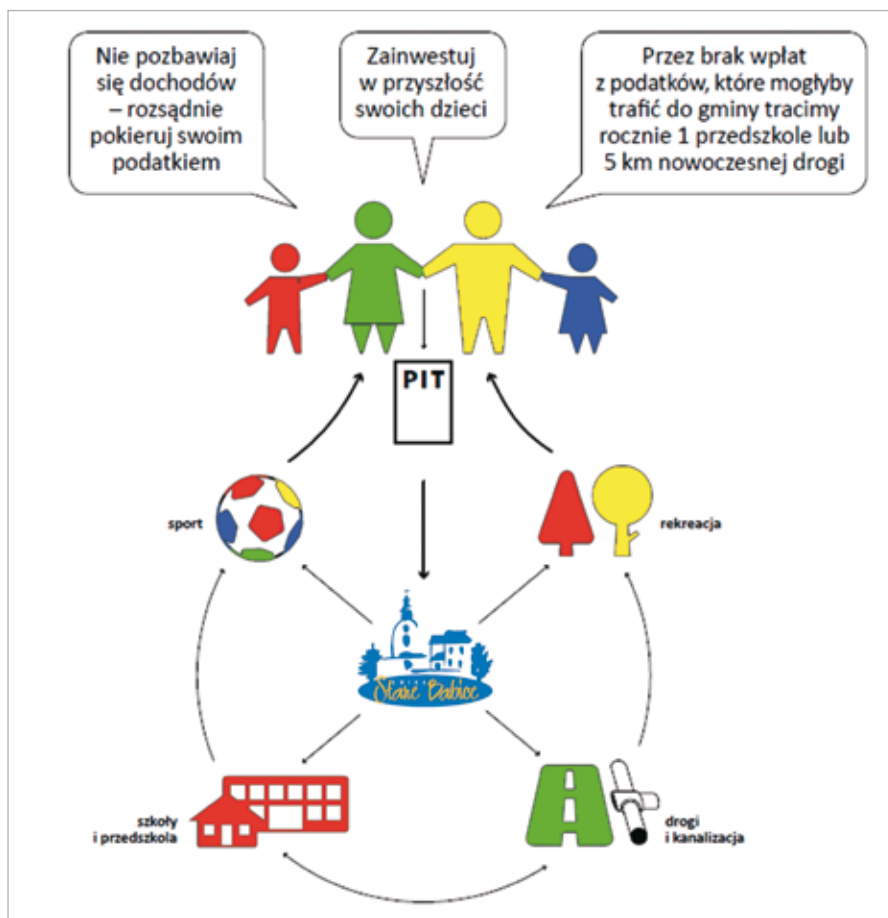 Nie pozbawiaj
się dochodów
– rozsądnie
pokieruj swoim
podatkiem
Zainwestuj
w przyszłość
swoich dzieci
Przez brak wpłat
z podatków, które mogłyby
trafić do gminy tracimy
rocznie 1 przedszkole lub
5 km nowoczesnej drogi
PIT
sport
rekreacja
GMINA
Stare Babice
szkoły
i przedszkola
drogi
i kanalizacja